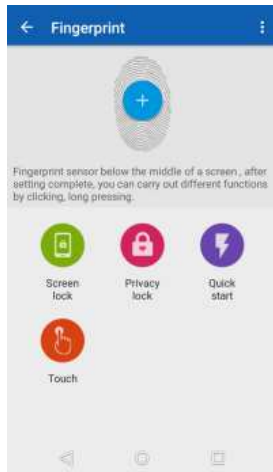 Fingerprint
Fingerprint sensor below the middle of a screen , after
setting complete, you can carry out different functions
by clicking, long pressing.
Screen lock
Privacy lock
Quick start
Touch